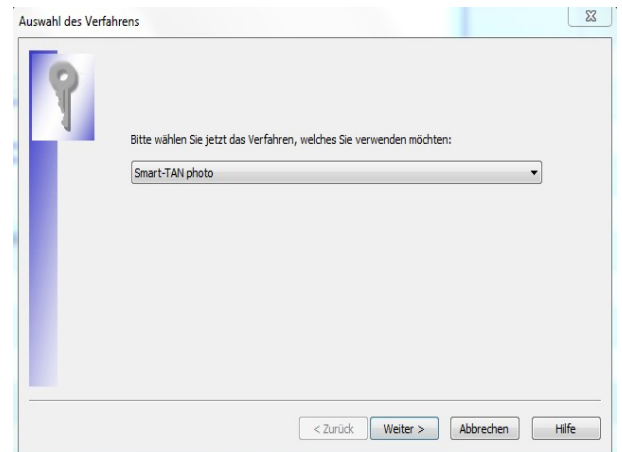 Auswahl des Verfahrens
Bitte wählen Sie jetzt das Verfahren, welches Sie verwenden möchten:
Smart-TAN photo
< Zurück Weiter > Abbrechen Hilfe